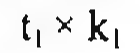 t₁ × k₁